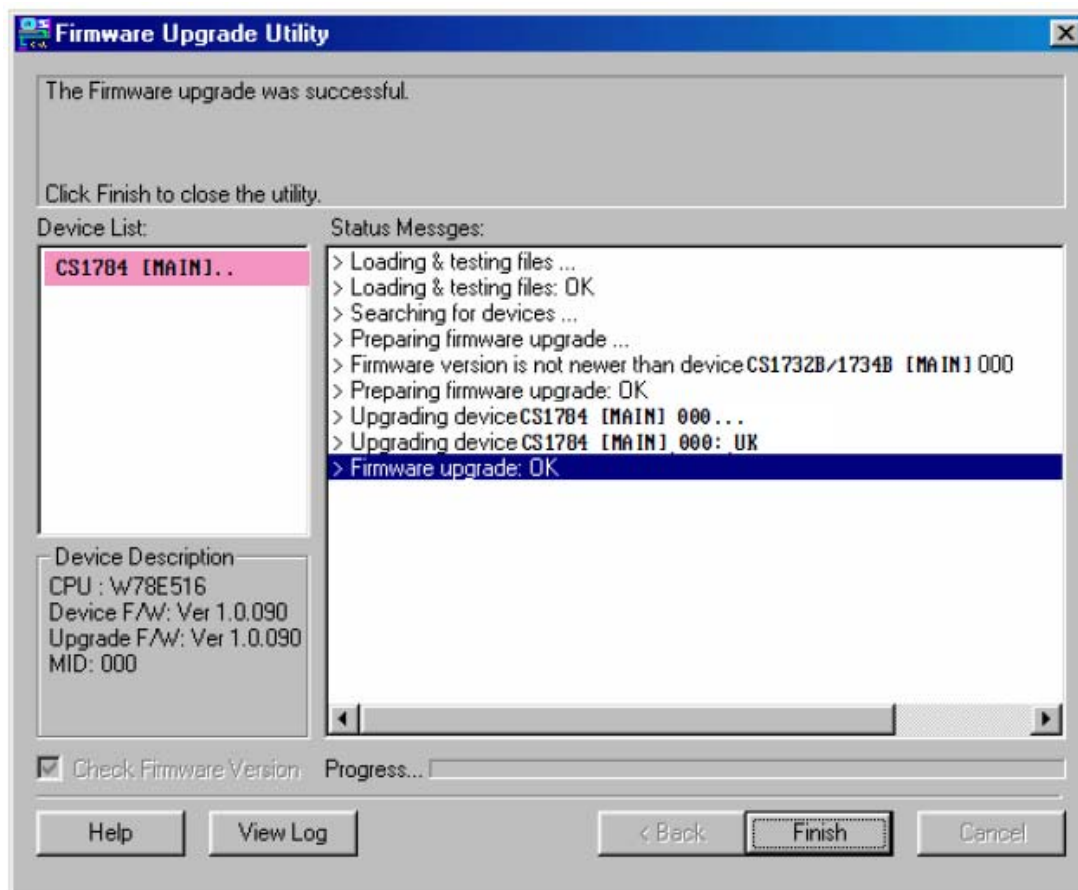 Firmware Upgrade Utility
The Firmware upgrade was successful.
Click Finish to close the utility.
Device List:
CS1784 [MAIN]..
Status Messges:
> Loading & testing files ...
> Loading & testing files: OK
> Searching for devices ...
> Preparing firmware upgrade ...
> Firmware version is not newer than device CS1732B/1734B [MAIN] 000
> Preparing firmware upgrade: OK
> Upgrading device CS1784 [MAIN] 000...
> Upgrading device CS1784 [MAIN] 000: UK
> Firmware upgrade: OK
Device Description
CPU : W78E516
Device F/W: Ver 1.0.090
Upgrade F/W: Ver 1.0.090
MID: 000
Check Firmware Version
Progress...
Help
View Log
< Back
Finish
Cancel